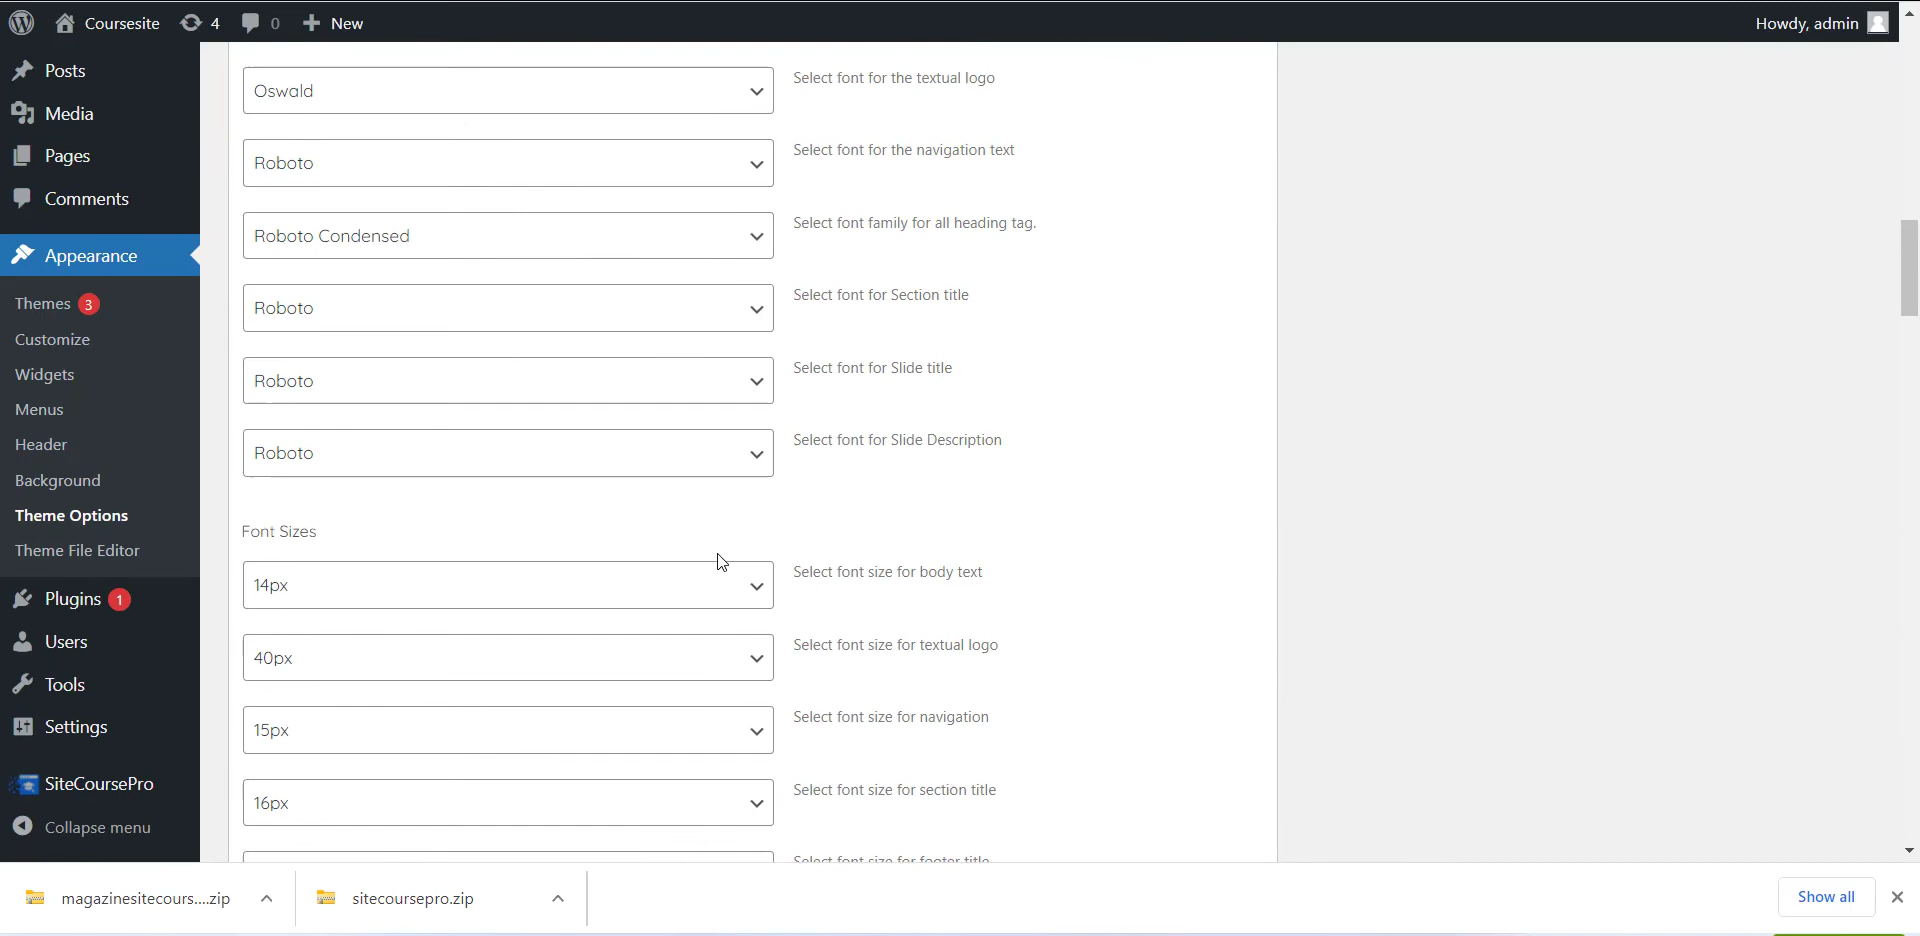 Coursesite 4 0 New Howdy, admin
Posts
Media
Pages
Comments
Appearance
Themes 3
Customize
Widgets
Menus
Header
Background
Theme Options
Theme File Editor
Plugins 1
Users
Tools
Settings
SiteCoursePro
Collapse menu
Oswald Select font for the textual logo
Roboto Select font for the navigation text
Roboto Condensed Select font family for all heading tag.
Roboto Select font for Section title
Roboto Select font for Slide title
Roboto Select font for Slide Description
Font Sizes
14px Select font size for body text
40px Select font size for textual logo
15px Select font size for navigation
16px Select font size for section title
Select font size for footer title
magazinesitecours....zip sitecoursepro.zip Show all